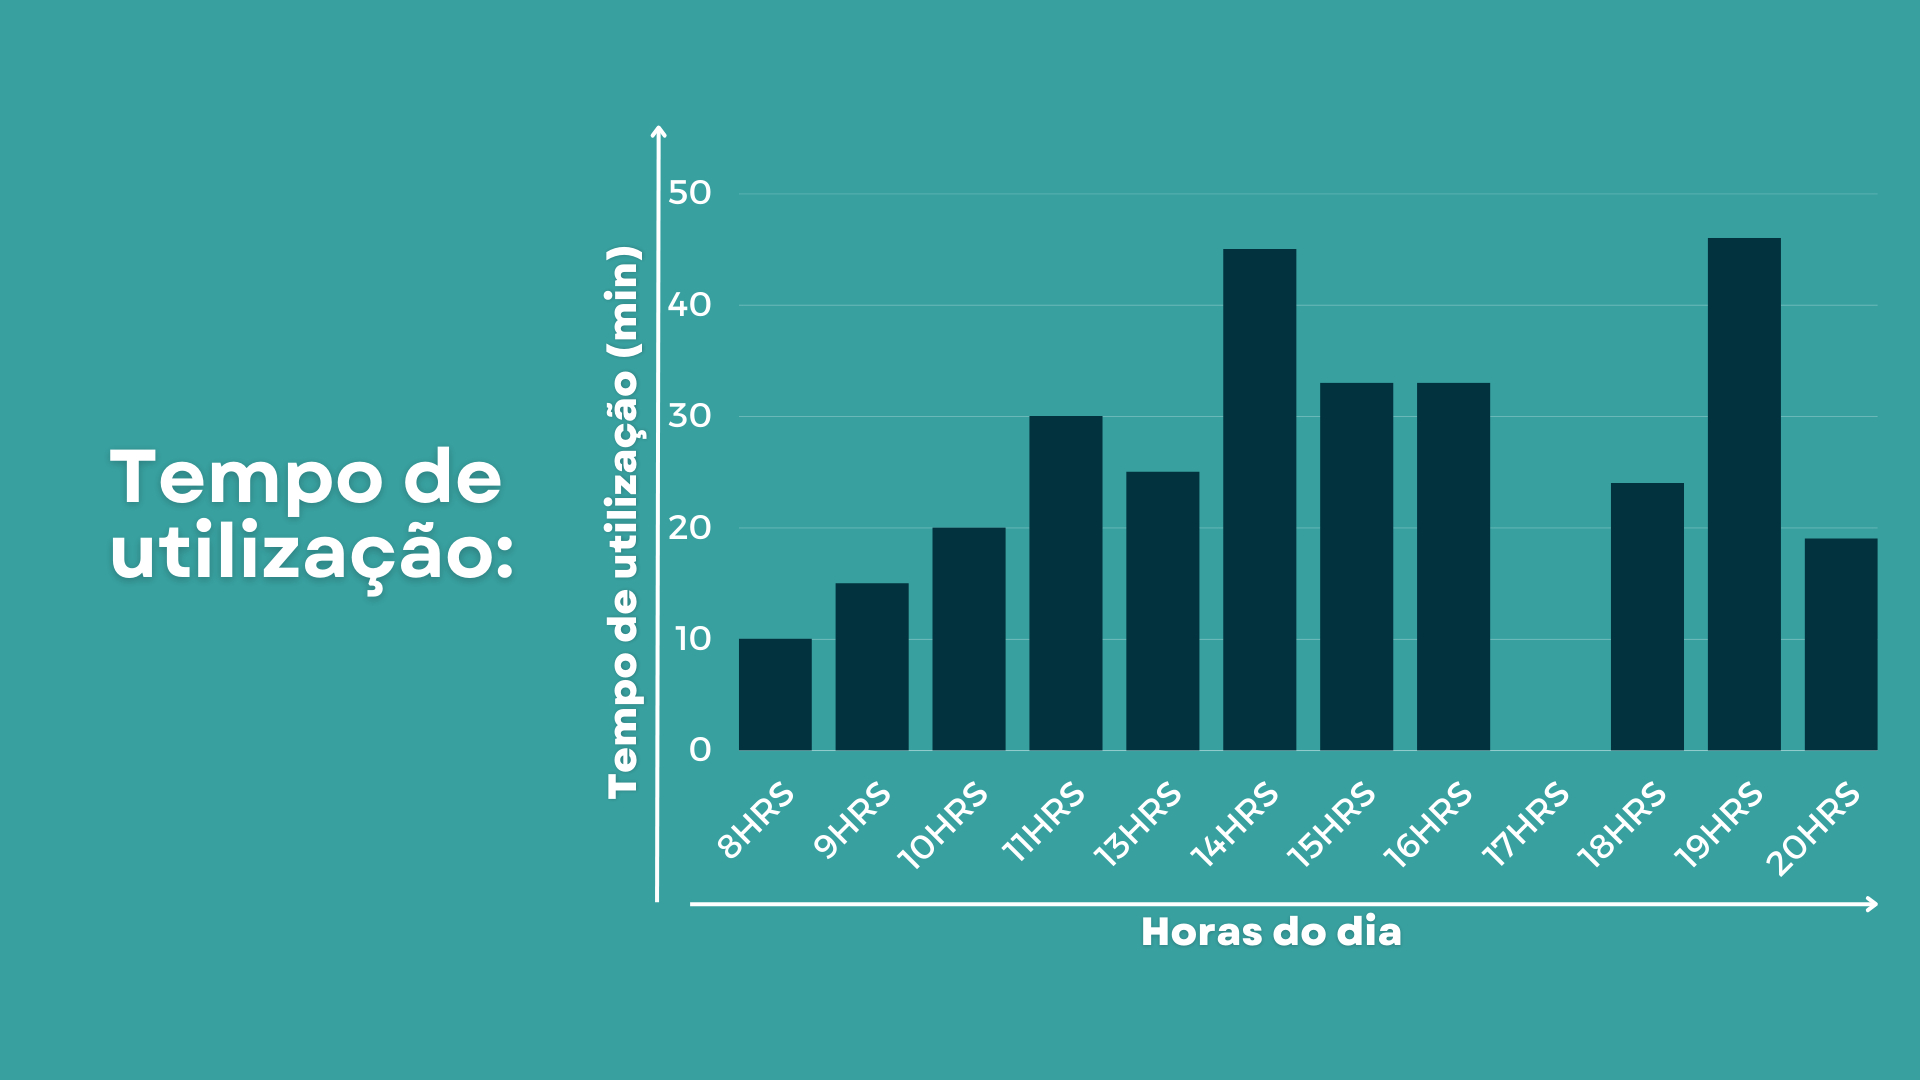 Tempo de
utilização:
Tempo de utilização (min)
50
40
30
20
10
0
8HRS
9HRS
10HRS
11HRS
13HRS
14HRS
15HRS
16HRS
17HRS
18HRS
19HRS
20HRS
Horas do dia